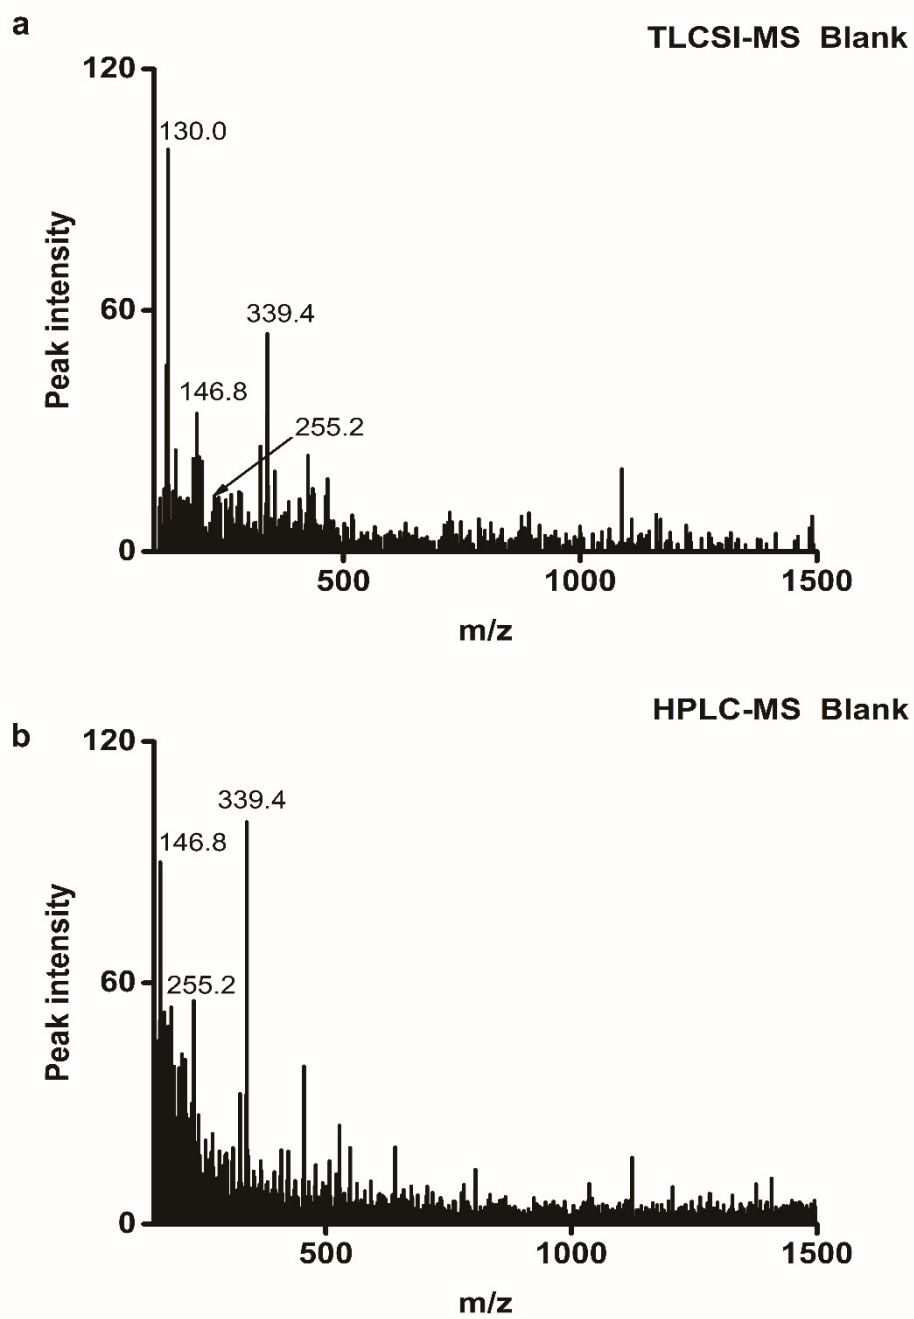 a
TLCSI-MS Blank
120
130.0
Peak intensity
60
339.4
146.8
255.2
0
500 1000 1500
m/z
b
HPLC-MS Blank
120
339.4
146.8
Peak intensity
60
255.2
0
500 1000 1500
m/z